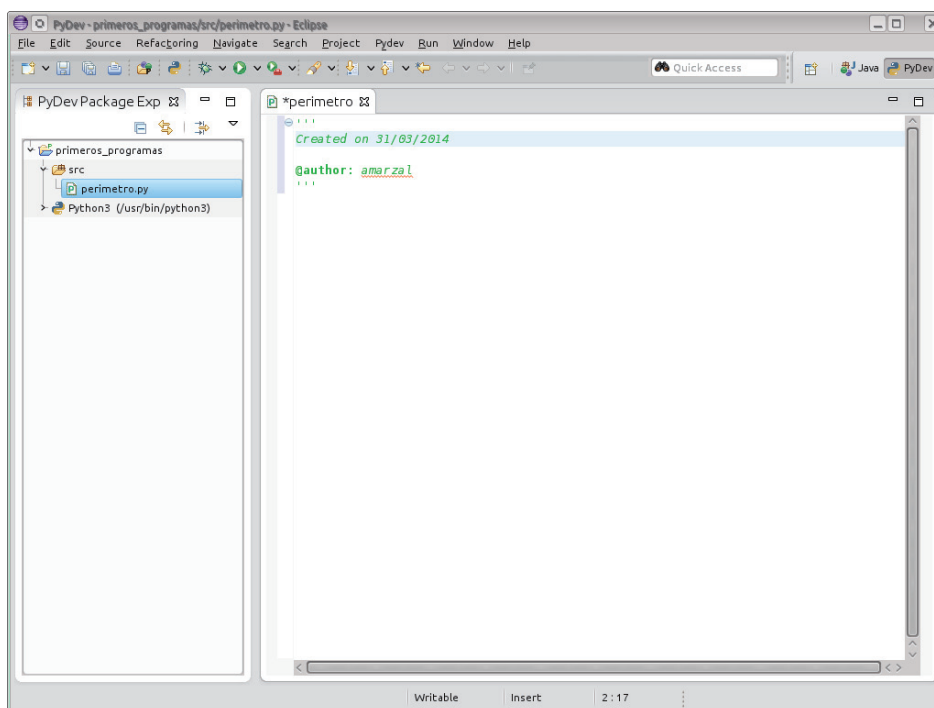 PyDev - primeros_programas/src/perimetro.py - Eclipse
File Edit Source Refactoring Navigate Search Project Pydev Run Window Help
Quick Access Java PyDev
PyDev Package Exp
primeros_programas
src
perimetro.py
Python3 (/usr/bin/python3)
*perimetro
'''
Created on 31/03/2014
@author: amarzal
'''
Writable Insert 2:17